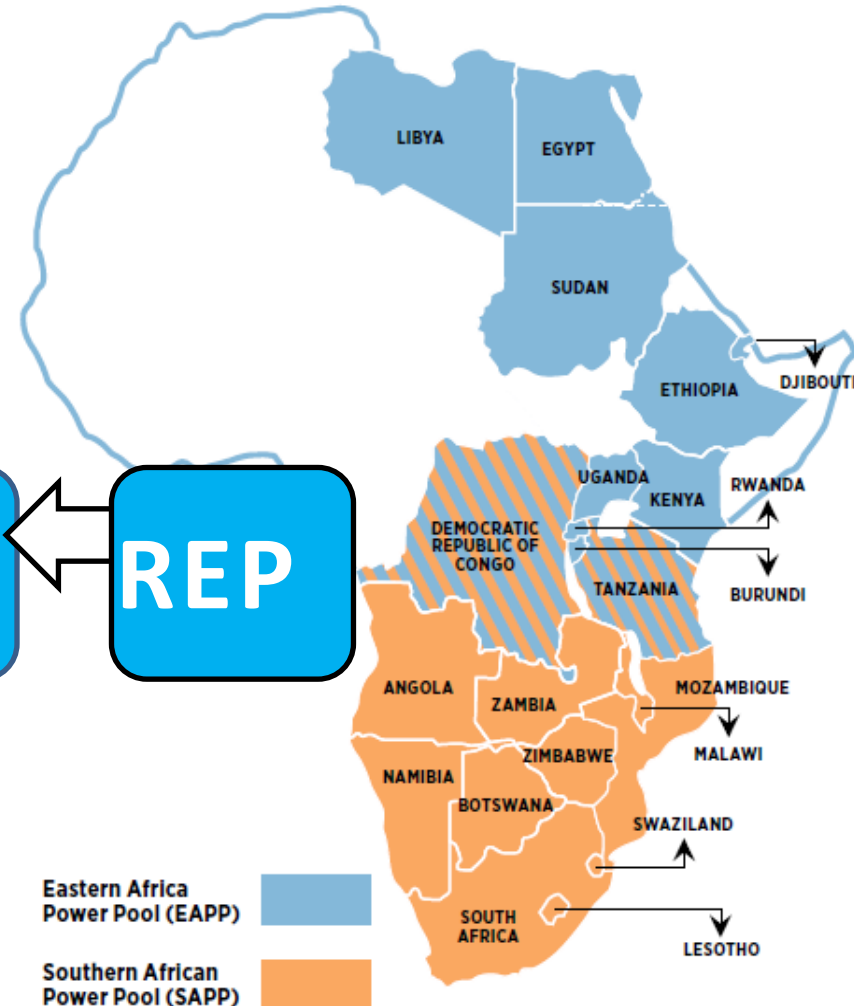 LIBYA
EGYPT
SUDAN
ETHIOPIA
DJIBOUTI
UGANDA
KENYA
RWANDA
DEMOCRATIC
REPUBLIC OF
CONGO
TANZANIA
BURUNDI
REP
ANGOLA
ZAMBIA
MOZAMBIQUE
MALAWI
ZIMBABWE
NAMIBIA
BOTSWANA
SWAZILAND
SOUTH
AFRICA
LESOTHO
Eastern Africa
Power Pool (EAPP)
Southern African
Power Pool (SAPP)